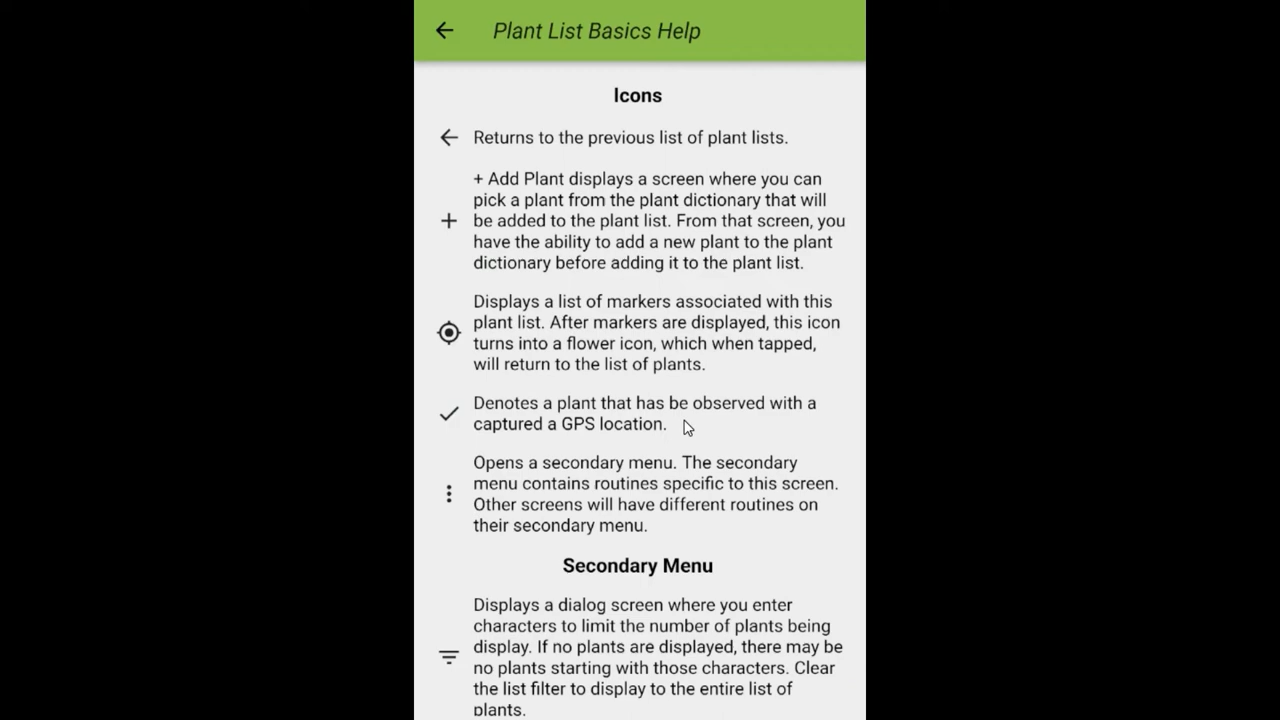 Plant List Basics Help
Icons
Returns to the previous list of plant lists.
+ Add Plant displays a screen where you can
pick a plant from the plant dictionary that will
be added to the plant list. From that screen, you
have the ability to add a new plant to the plant
dictionary before adding it to the plant list.
Displays a list of markers associated with this
plant list. After markers are displayed, this icon
turns into a flower icon, which when tapped,
will return to the list of plants.
Denotes a plant that has be observed with a
captured a GPS location.
Opens a secondary menu. The secondary
menu contains routines specific to this screen.
Other screens will have different routines on
their secondary menu.
Secondary Menu
Displays a dialog screen where you enter
characters to limit the number of plants being
display. If no plants are displayed, there may be
no plants starting with those characters. Clear
the list filter to display to the entire list of
plants.